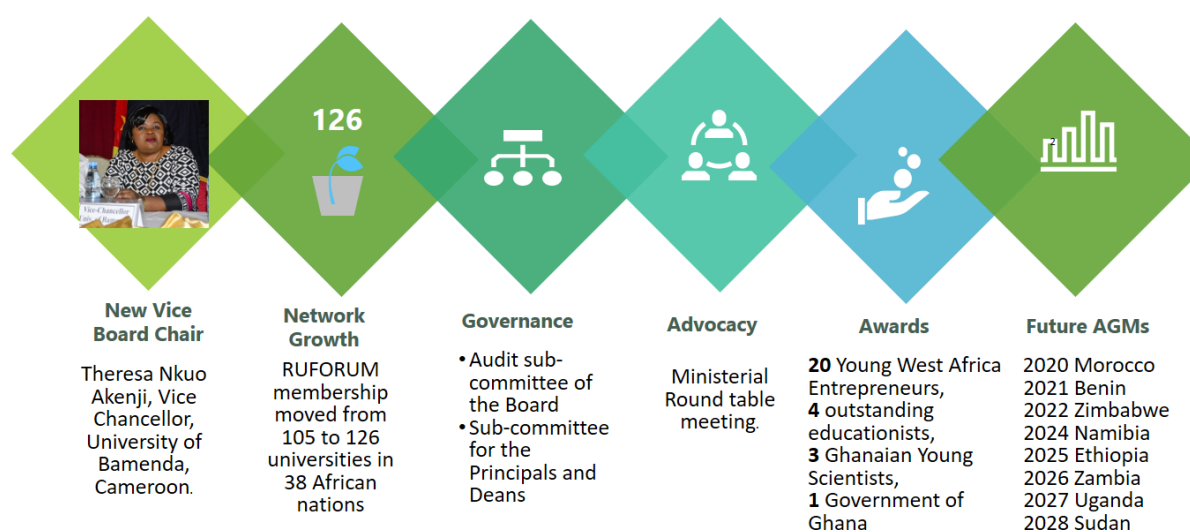 Vice-Chancellor
126
2
New Vice
Board Chair
Theresa Nkuo
Akenji, Vice
Chancellor,
University of
Bamenda,
Cameroon.
Network
Growth
RUFORUM
membership
moved from
105 to 126
universities in
38 African
nations
Governance
• Audit sub-
committee of
the Board
• Sub-committee
for the
Principals and
Deans
Advocacy
Ministerial
Round table
meeting.
Awards
20 Young West Africa
Entrepreneurs,
4 outstanding
educationists,
3 Ghanaian Young
Scientists,
1 Government of
Ghana
Future AGMs
2020 Morocco
2021 Benin
2022 Zimbabwe
2024 Namibia
2025 Ethiopia
2026 Zambia
2027 Uganda
2028 Sudan